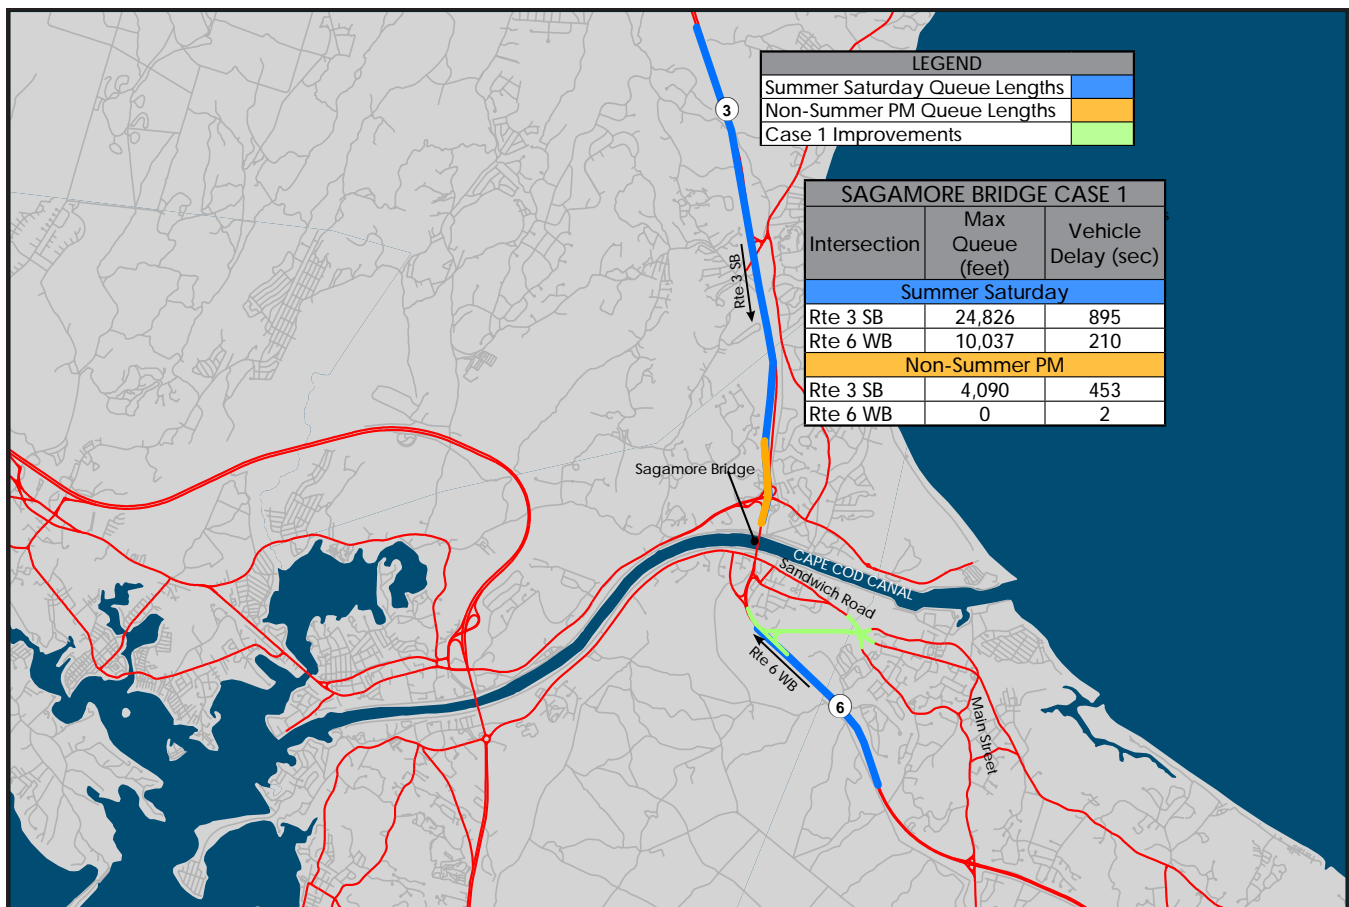 LEGEND
Summer Saturday Queue Lengths
Non-Summer PM Queue Lengths
Case 1 Improvements
3
SAGAMORE BRIDGE CASE 1
Intersection
Max
Queue
(feet)
Vehicle
Delay (sec)
Summer Saturday
Rte 3 SB 24,826 895
Rte 6 WB 10,037 210
Non-Summer PM
Rte 3 SB 4,090 453
Rte 6 WB 0 2
Rte 3 SB
Sagamore Bridge
CAPE COD CANAL
Sandwich Road
Rte 6 WB
6
Main Street